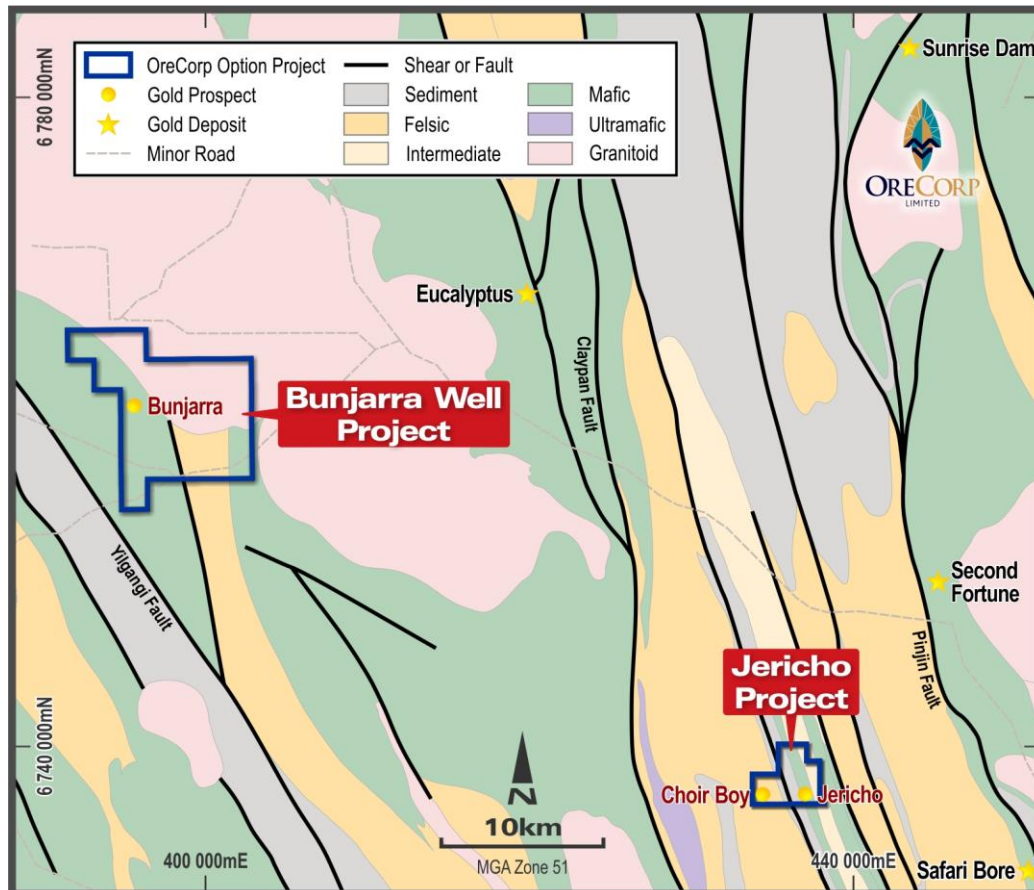 OreCorp Option Project
Gold Prospect
Gold Deposit
Minor Road
Shear or Fault
Sediment
Felsic
Intermediate
Mafic
Ultramafic
Granitoid
Sunrise Dam
ORECORP
LIMITED
6 780 000mN
Eucalyptus
Claypan Fault
Bunjarra
Bunjarra Well
Project
Yilgangi Fault
Second
Fortune
Pinjin Fault
Jericho
Project
6 740 000mN
Choir Boy
Jericho
N
10km
MGA Zone 51
400 000mE
440 000mE
Safari Bore